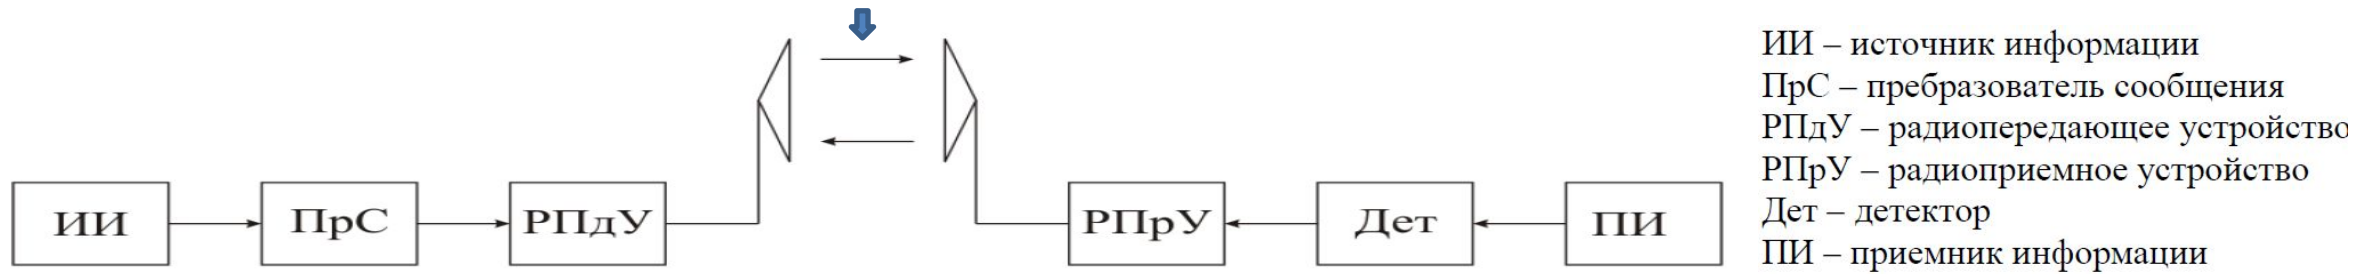 ИИ
ПрС
РПдУ
РПрУ
Дет
ПИ
ИИ – источник информации
ПрС – пребразователь сообщения
РПдУ – радиопередающее устройство
РПрУ – радиоприемное устройство
Дет – детектор
ПИ – приемник информации